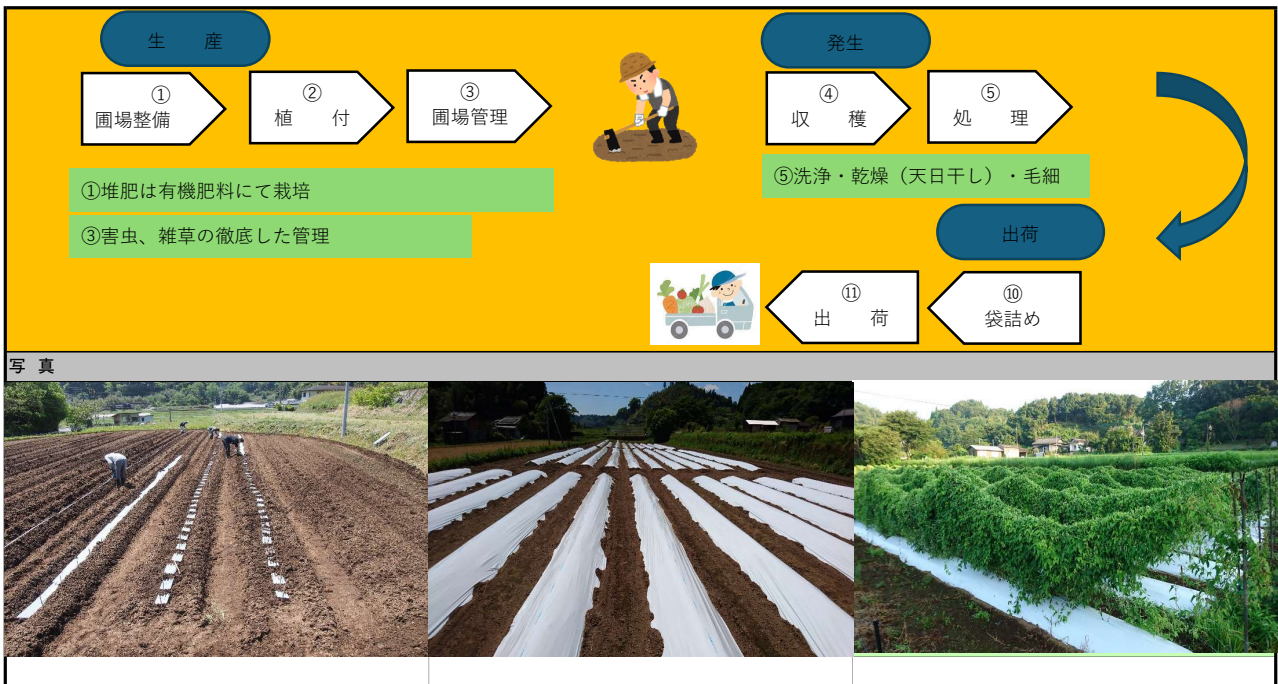 生　産
①
圃場整備
②
植　付
③
圃場管理
①堆肥は有機肥料にて栽培
③害虫、雑草の徹底した管理
発生
④
収　穫
⑤
処　理
⑤洗浄・乾燥（天日干し）・毛細
出荷
⑩
袋詰め
⑪
出　荷
写 真